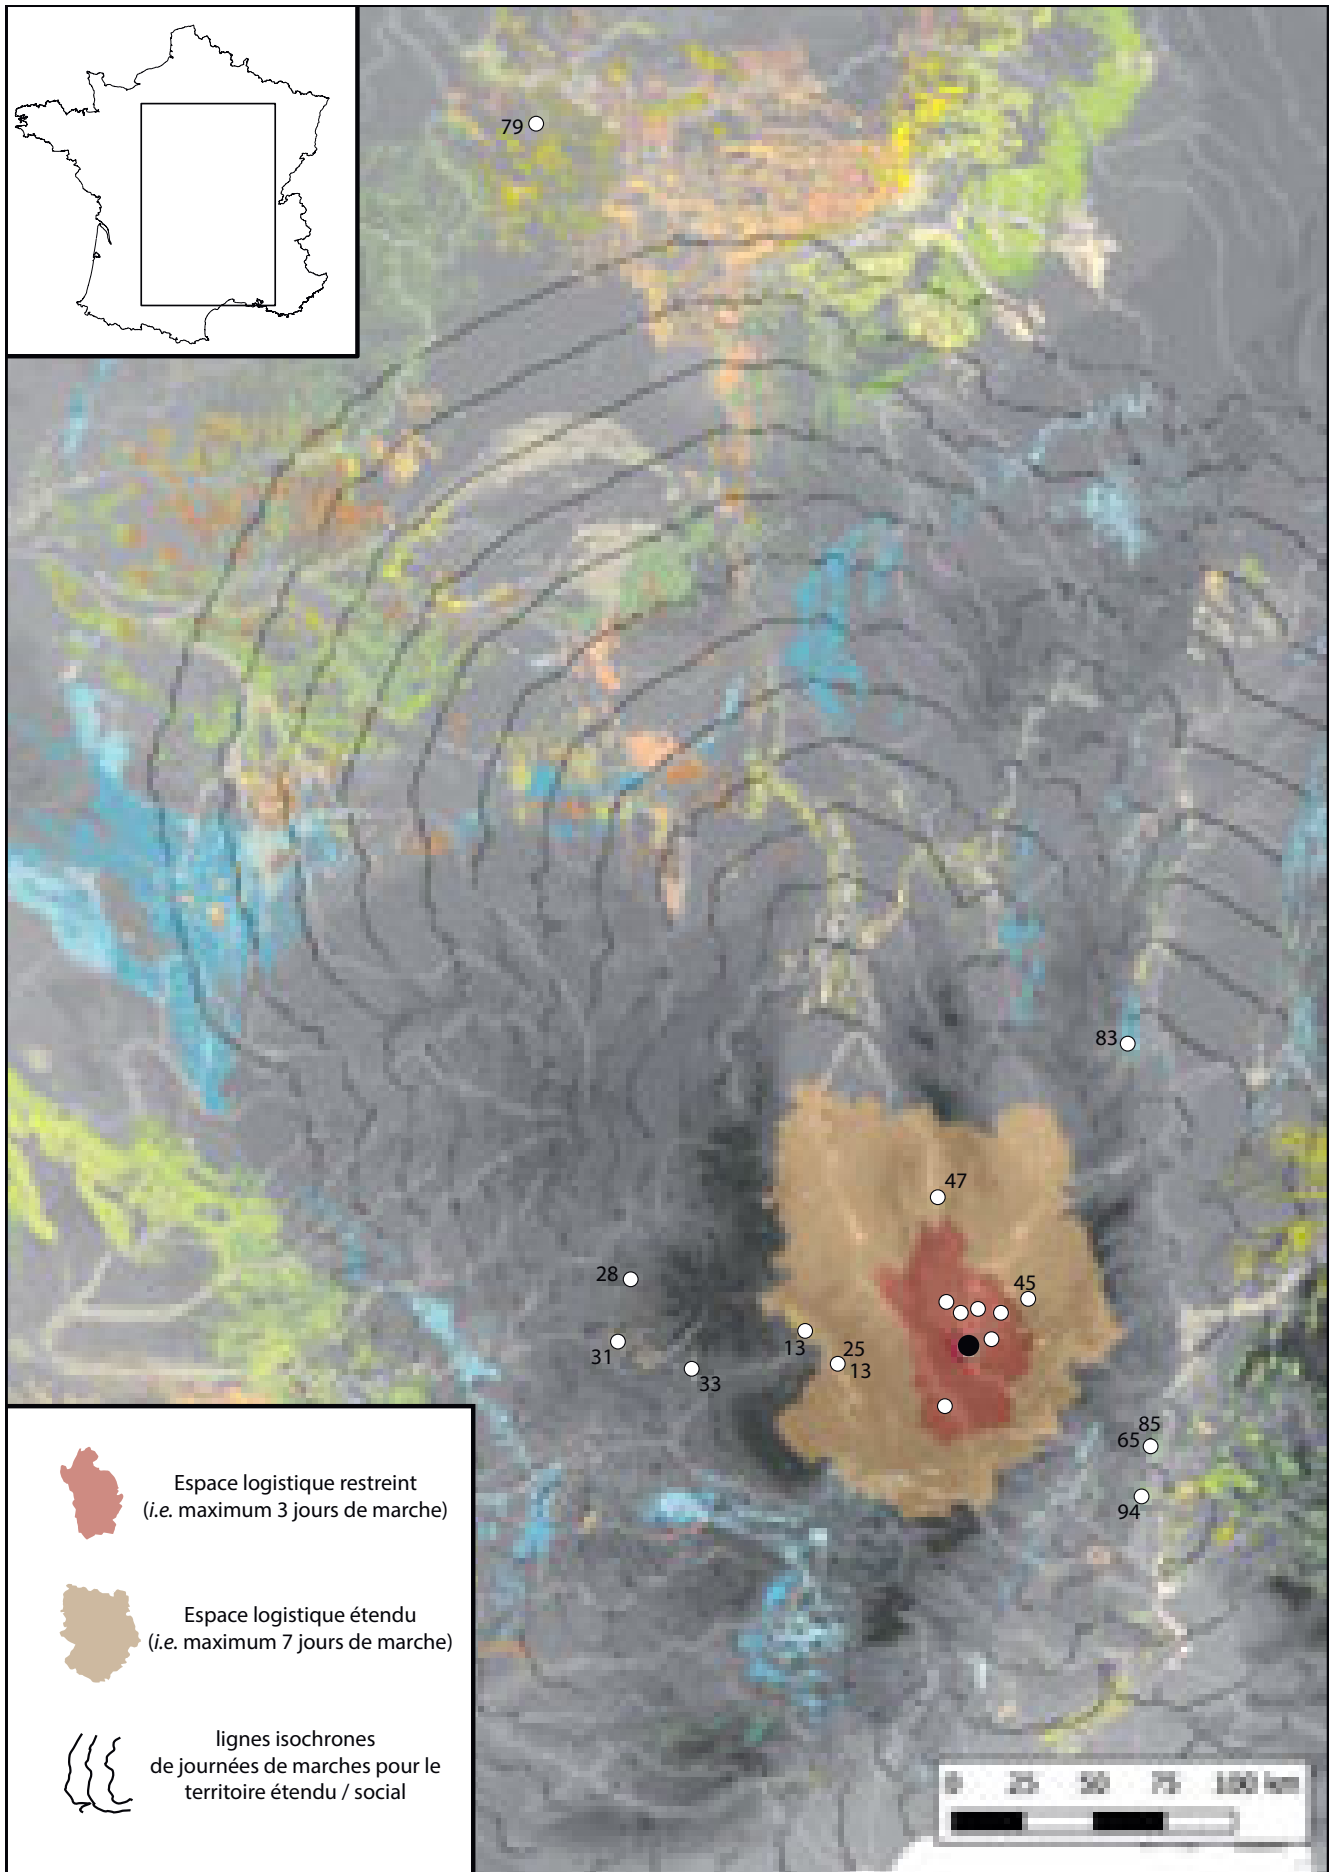 79
83
47
28
45
31
13
25
13
33
85
65
94
Espace logistique restreint
(i.e. maximum 3 jours de marche)
Espace logistique étendu
(i.e. maximum 7 jours de marche)
lignes isochrones
de journées de marches pour le
territoire étendu / social
0 25 50 75 100 km